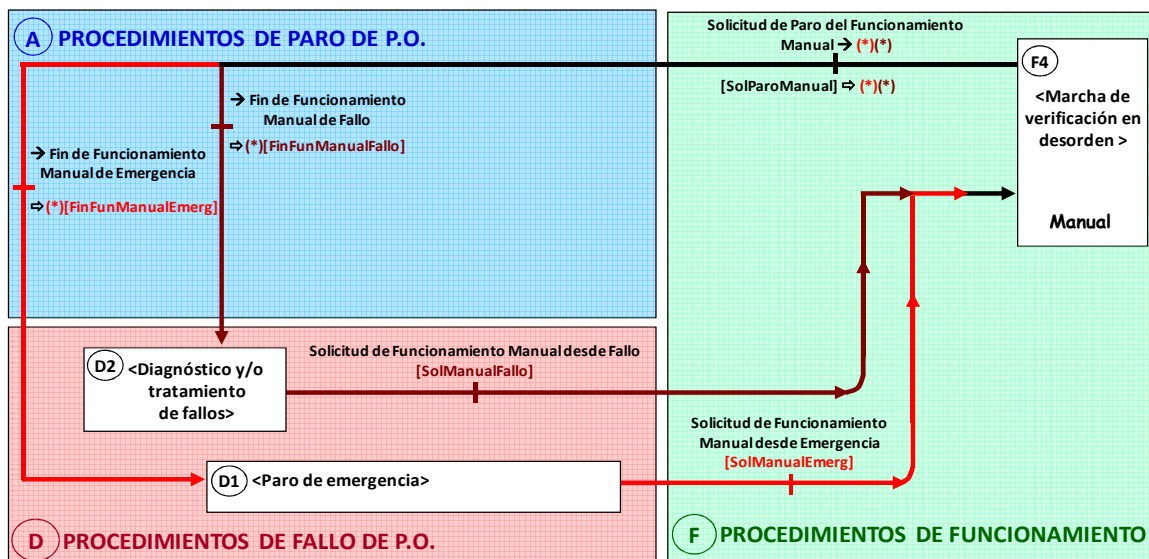 A PROCEDIMIENTOS DE PARO DE P.O.
→ Fin de Funcionamiento
Manual de Fallo
⇨(*)[FinFunManualFallo]
→ Fin de Funcionamiento
Manual de Emergencia
⇨(*)[FinFunManualEmerg]
Solicitud de Paro del Funcionamiento
Manual → (*)(*)
[SolParoManual] ⇨ (*)(*)
F4
<Marcha de
verificación en
desorden >
Manual
D2 <Diagnóstico y/o
tratamiento
de fallos>
Solicitud de Funcionamiento Manual desde Fallo
[SolManualFallo]
Solicitud de Funcionamiento
Manual desde Emergencia
[SolManualEmerg]
D1 <Paro de emergencia>
D PROCEDIMIENTOS DE FALLO DE P.O.
F PROCEDIMIENTOS DE FUNCIONAMIENTO